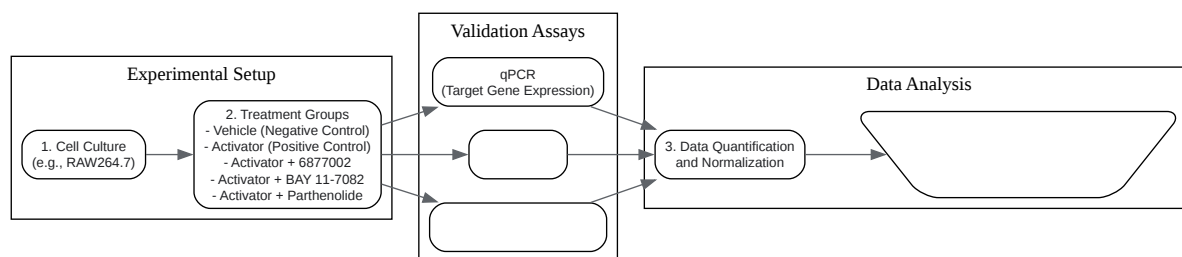 Experimental Setup
1. Cell Culture
(e.g., RAW264.7)
2. Treatment Groups
- Vehicle (Negative Control)
- Activator (Positive Control)
- Activator + 6877002
- Activator + BAY 11-7082
- Activator + Parthenolide
Validation Assays
qPCR
(Target Gene Expression)
Data Analysis
3. Data Quantification
and Normalization